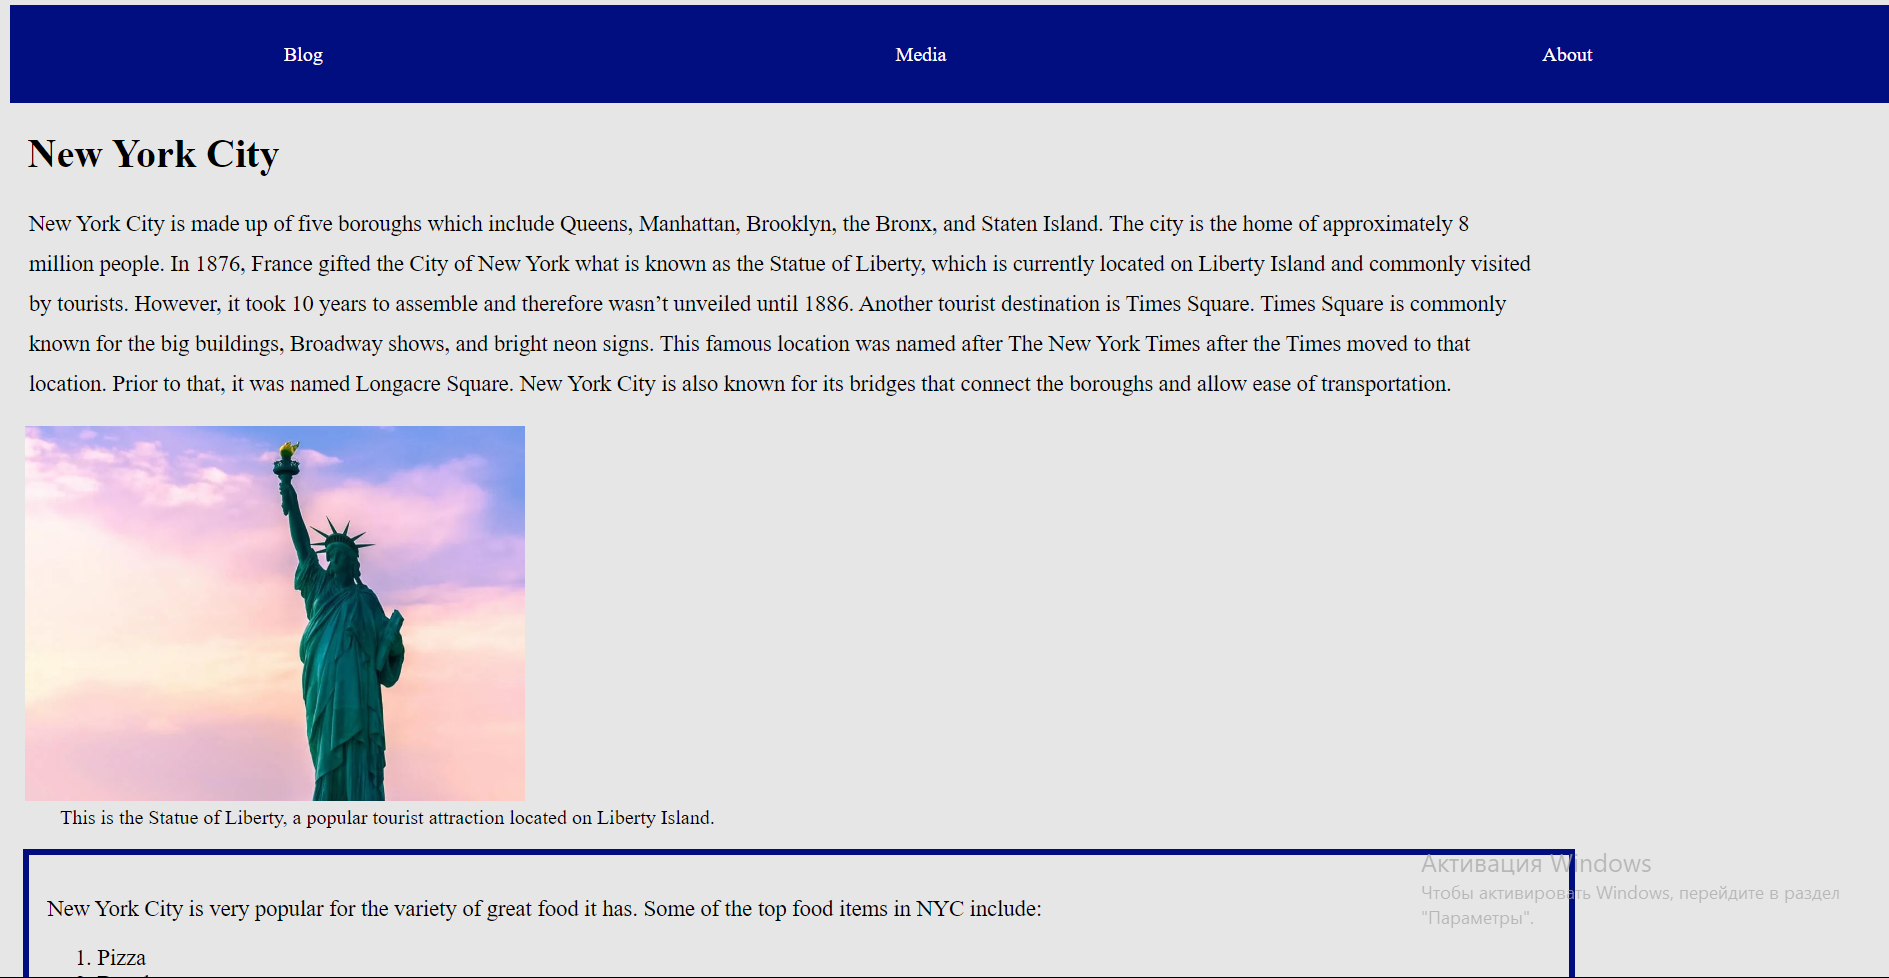 Blog
Media
About
New York City
New York City is made up of five boroughs which include Queens, Manhattan, Brooklyn, the Bronx, and Staten Island. The city is the home of approximately 8
million people. In 1876, France gifted the City of New York what is known as the Statue of Liberty, which is currently located on Liberty Island and commonly visited
by tourists. However, it took 10 years to assemble and therefore wasn’t unveiled until 1886. Another tourist destination is Times Square. Times Square is commonly
known for the big buildings, Broadway shows, and bright neon signs. This famous location was named after The New York Times after the Times moved to that
location. Prior to that, it was named Longacre Square. New York City is also known for its bridges that connect the boroughs and allow ease of transportation.
This is the Statue of Liberty, a popular tourist attraction located on Liberty Island.
New York City is very popular for the variety of great food it has. Some of the top food items in NYC include:
1. Pizza
Активация Windows
Чтобы активировать Windows, перейдите в раздел
"Параметры".